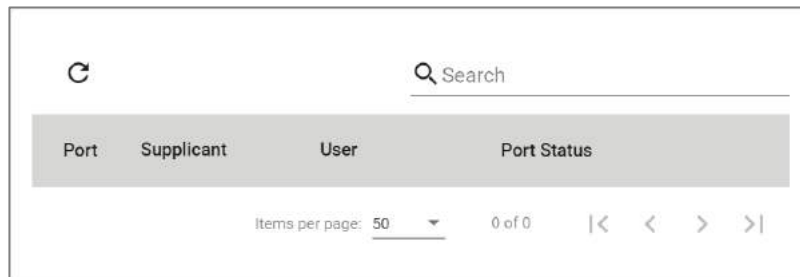 Search
Port Supplicant User Port Status
Items per page: 50 0 of 0